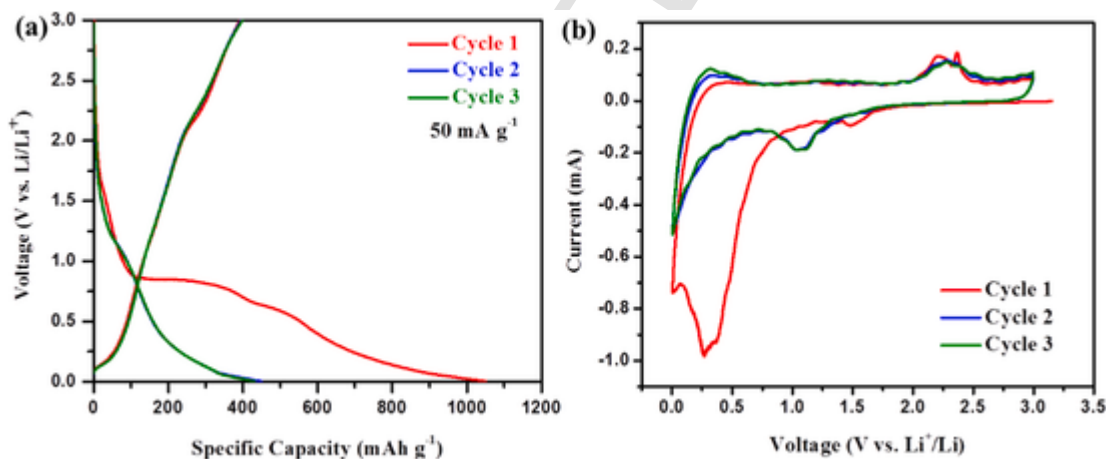 (a)
Cycle 1
Cycle 2
Cycle 3
50 mA g⁻¹
Voltage (V vs. Li/Li⁺)
3.0
2.5
2.0
1.5
1.0
0.5
0.0
0 200 400 600 800 1000 1200
Specific Capacity (mAh g⁻¹)
(b)
Current (mA)
0.2
0.0
-0.2
-0.4
-0.6
-0.8
-1.0
Cycle 1
Cycle 2
Cycle 3
0.0 0.5 1.0 1.5 2.0 2.5 3.0 3.5
Voltage (V vs. Li⁺/Li)